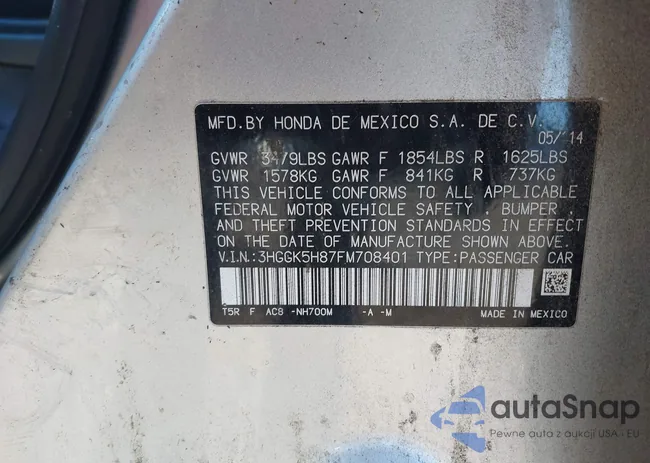 MFD.BY HONDA DE MEXICO S.A. DE C.V.
05/14
GVWR 3479LBS GAWR F 1854LBS R 1625LBS
GVWR 1578KG GAWR F 841KG R 737KG
THIS VEHICLE CONFORMS TO ALL APPLICABLE
FEDERAL MOTOR VEHICLE SAFETY , BUMPER ,
AND THEFT PREVENTION STANDARDS IN EFFECT
ON THE DATE OF MANUFACTURE SHOWN ABOVE.
V.I.N.:3HGGK5H87FM708401 TYPE:PASSENGER CAR
T5R F AC8 -NH700M -A -M MADE IN MEXICO
autaSnap
Pewne auta z aukcji USA - EU